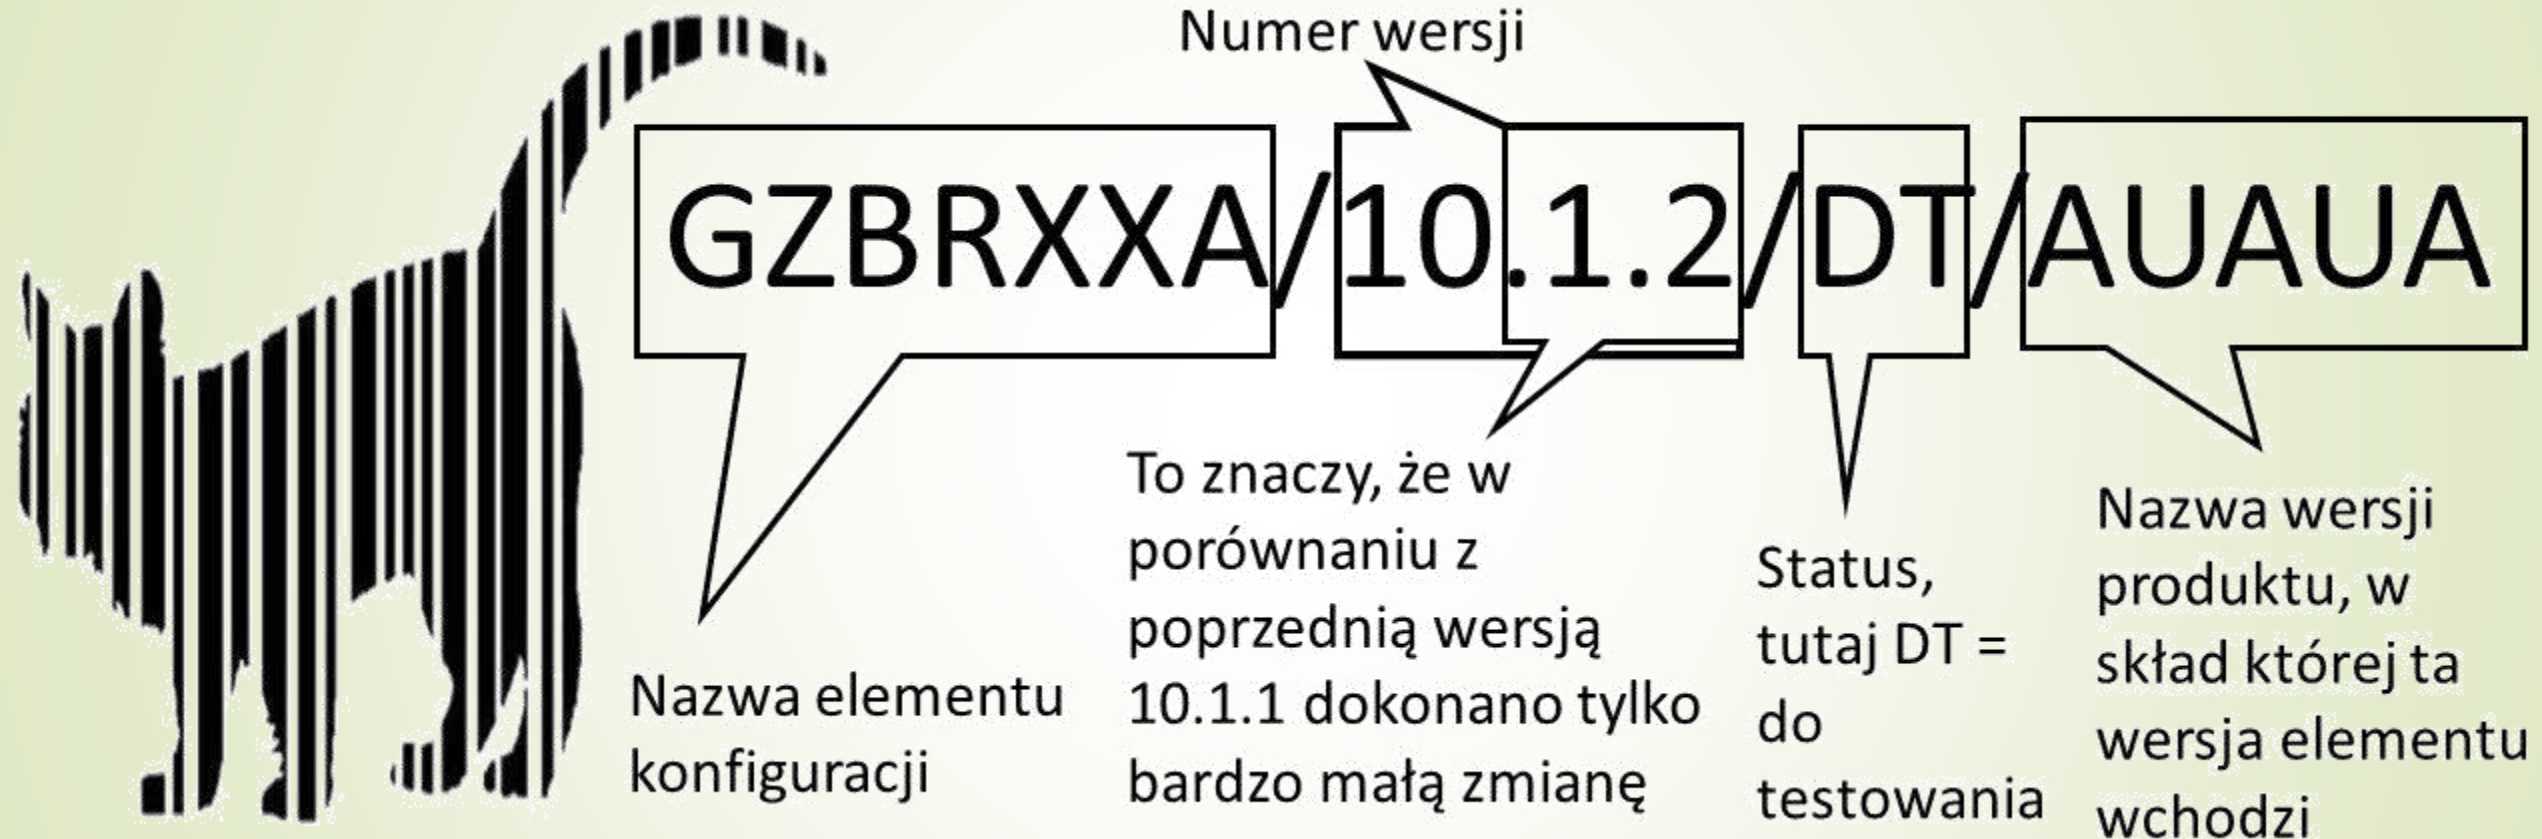 Numer wersji
GZBRXXA/10.1.2/DT/AUAUA
Nazwa elementu
konfiguracji
To znaczy, że w
porównaniu z
poprzednią wersją
10.1.1 dokonano tylko
bardzo małą zmianę
Status,
tutaj DT =
do
testowania
Nazwa wersji
produktu, w
skład której ta
wersja elementu
wchodzi